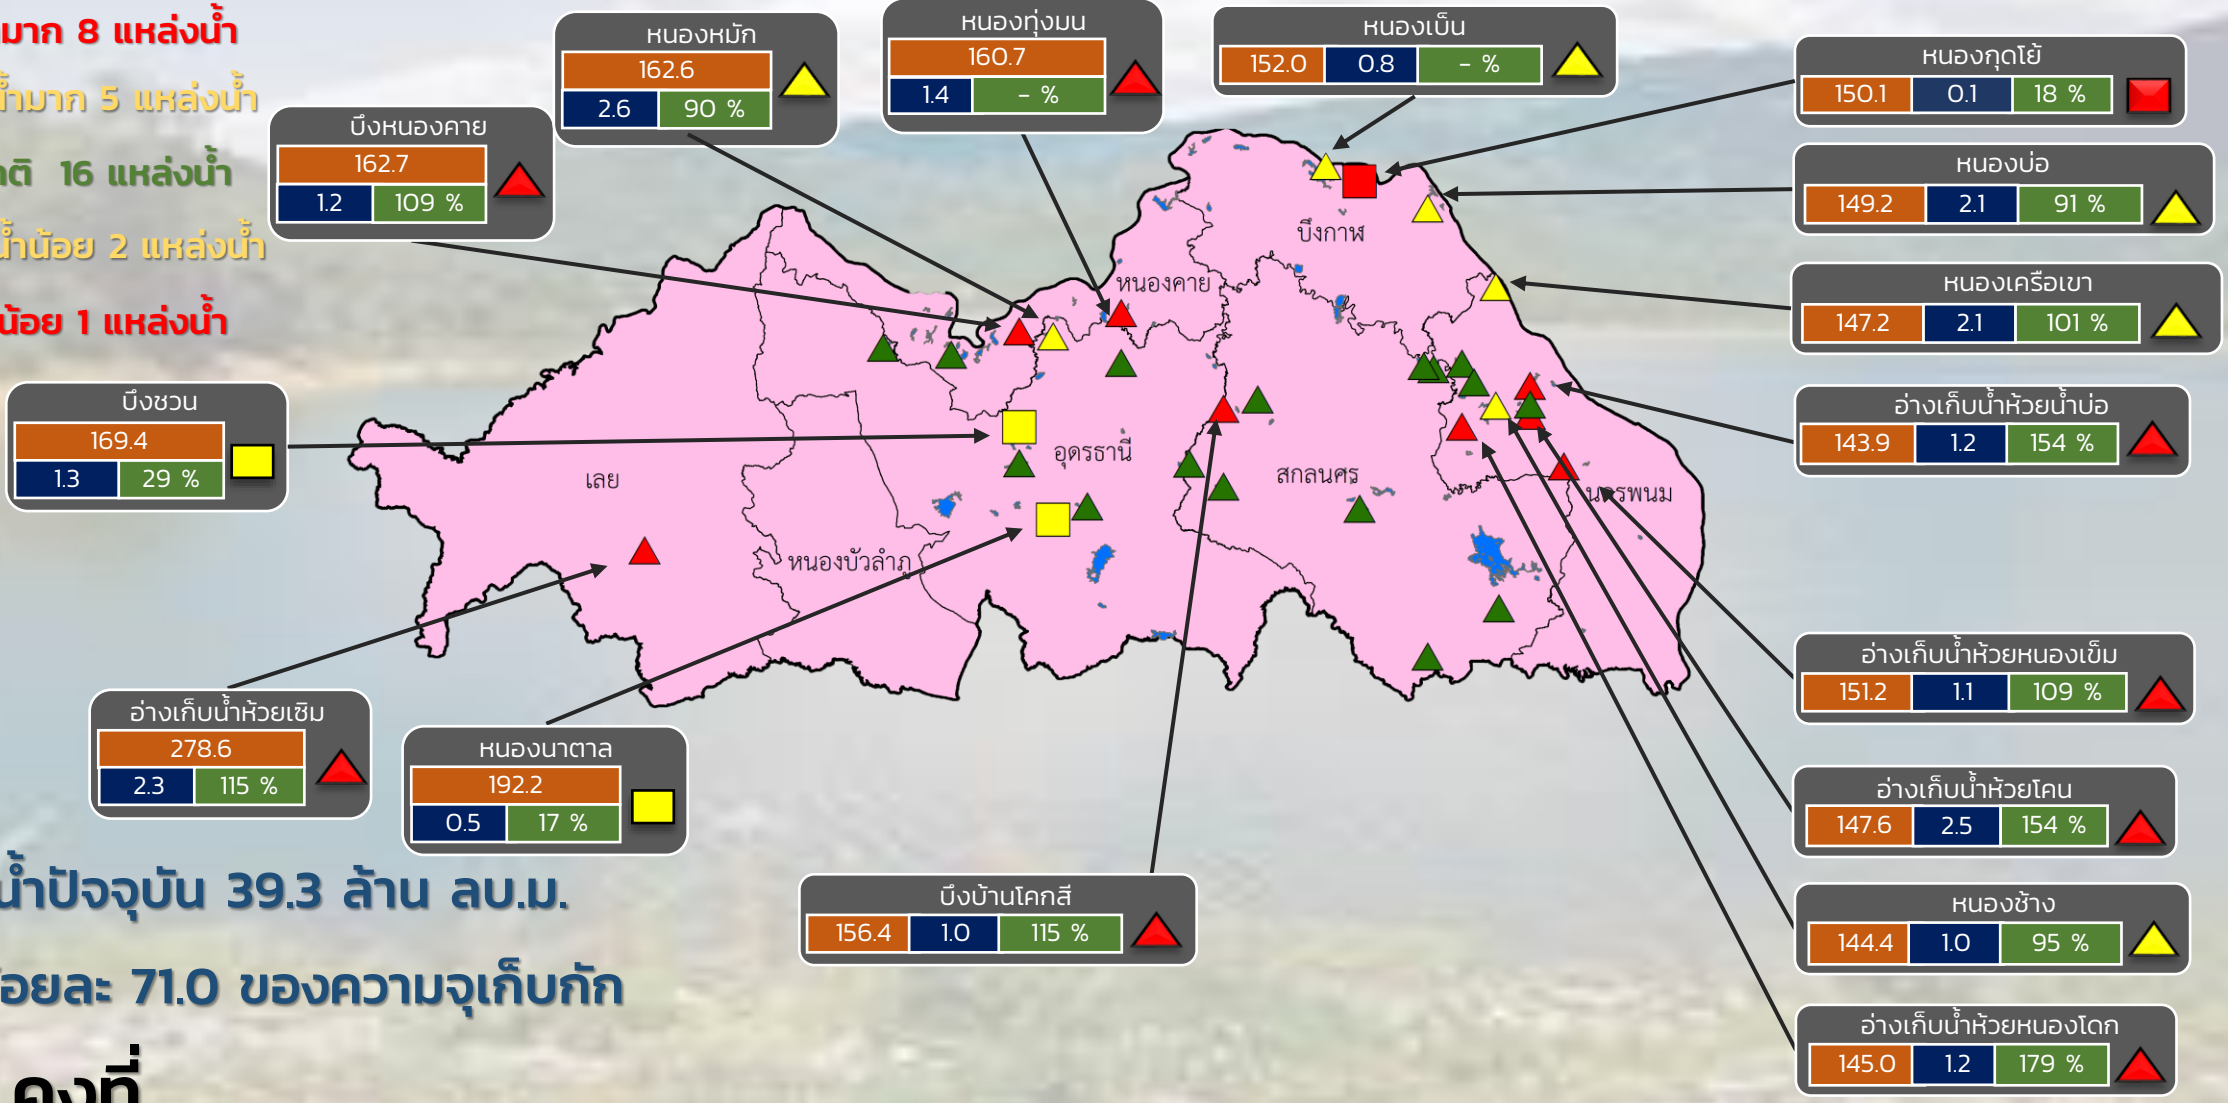 มาก 8 แหล่งน้ำ
น้ำมาก 5 แหล่งน้ำ
16 แหล่งน้ำ
น้ำน้อย 2 แหล่งน้ำ
น้อย 1 แหล่งน้ำ
บึงหนองคาย
162.7
1.2 109 %
หนองหมัก
162.6
2.6 90 %
หนองทุ่งมน
160.7
1.4 - %
หนองเบ็น
152.0 0.8 - %
หนองกุดโย้
150.1 0.1 18 %
หนองบ่อ
149.2 2.1 91 %
หนองเครือเขา
147.2 2.1 101 %
อ่างเก็บน้ำห้วยน้ำบ่อ
143.9 1.2 154 %
อ่างเก็บน้ำห้วยหนองเข็ม
151.2 1.1 109 %
อ่างเก็บน้ำห้วยโคน
147.6 2.5 154 %
หนองช้าง
144.4 1.0 95 %
อ่างเก็บน้ำห้วยหนองโดก
145.0 1.2 179 %
บึงชวน
169.4
1.3 29 %
อ่างเก็บน้ำห้วยเซิม
278.6
2.3 115 %
หนองนาตาล
192.2
0.5 17 %
บึงบ้านโคกสี
156.4 1.0 115 %
บึงกาฬ
หนองคาย
อุดรธานี
เลย
สกลนคร
นครพนม
หนองบัวลำภู
น้ำปัจจุบัน 39.3 ล้าน ลบ.ม.
ร้อยละ 71.0 ของความจุเก็บกัก
คงที่